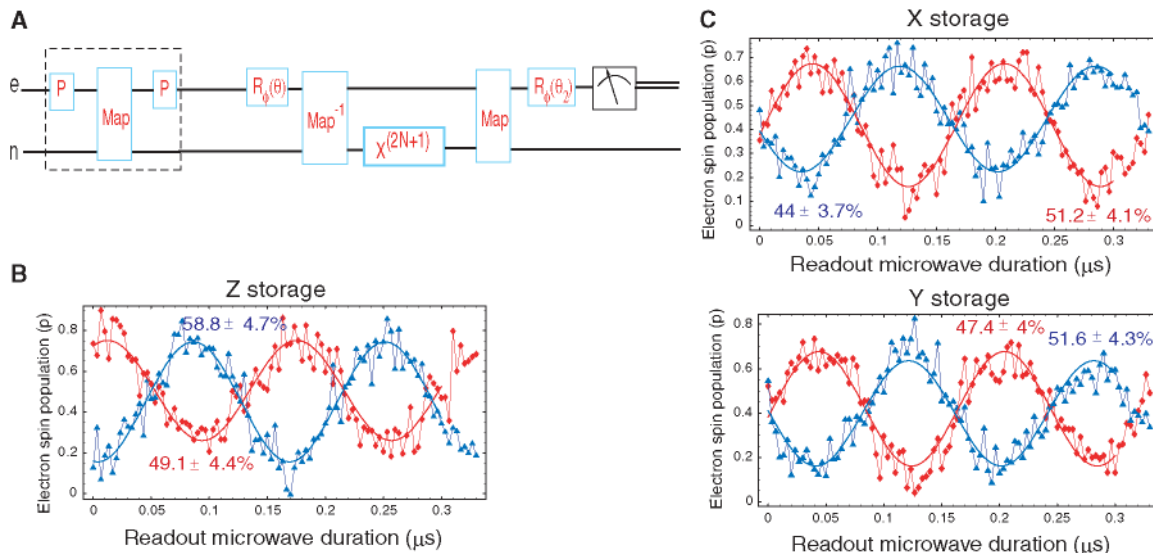 A
e
P
Map
P
Rϕ(θ)
Map⁻¹
χ⁽²ᴺ⁺¹⁾
Map
Rϕ(θ₂)
n
B
Z storage
Electron spin population (p)
0.8
0.6
0.4
0.2
0
58.8 ± 4.7%
49.1 ± 4.4%
0 0.05 0.1 0.15 0.2 0.25 0.3
Readout microwave duration (μs)
C
X storage
Electron spin population (p)
0.7
0.6
0.5
0.4
0.3
0.2
0.1
0
44 ± 3.7%
51.2 ± 4.1%
0 0.05 0.1 0.15 0.2 0.25 0.3
Readout microwave duration (μs)
Y storage
Electron spin population (p)
0.8
0.6
0.4
0.2
0
47.4 ± 4%
51.6 ± 4.3%
0 0.05 0.1 0.15 0.2 0.25 0.3
Readout microwave duration (μs)